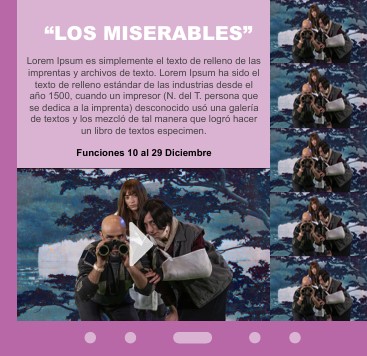 “LOS MISERABLES”
Lorem Ipsum es simplemente el texto de relleno de las
imprentas y archivos de texto. Lorem Ipsum ha sido el
texto de relleno estándar de las industrias desde el
año 1500, cuando un impresor (N. del T. persona que
se dedica a la imprenta) desconocido usó una galería
de textos y los mezcló de tal manera que logró hacer
un libro de textos especimen.
Funciones 10 al 29 Diciembre